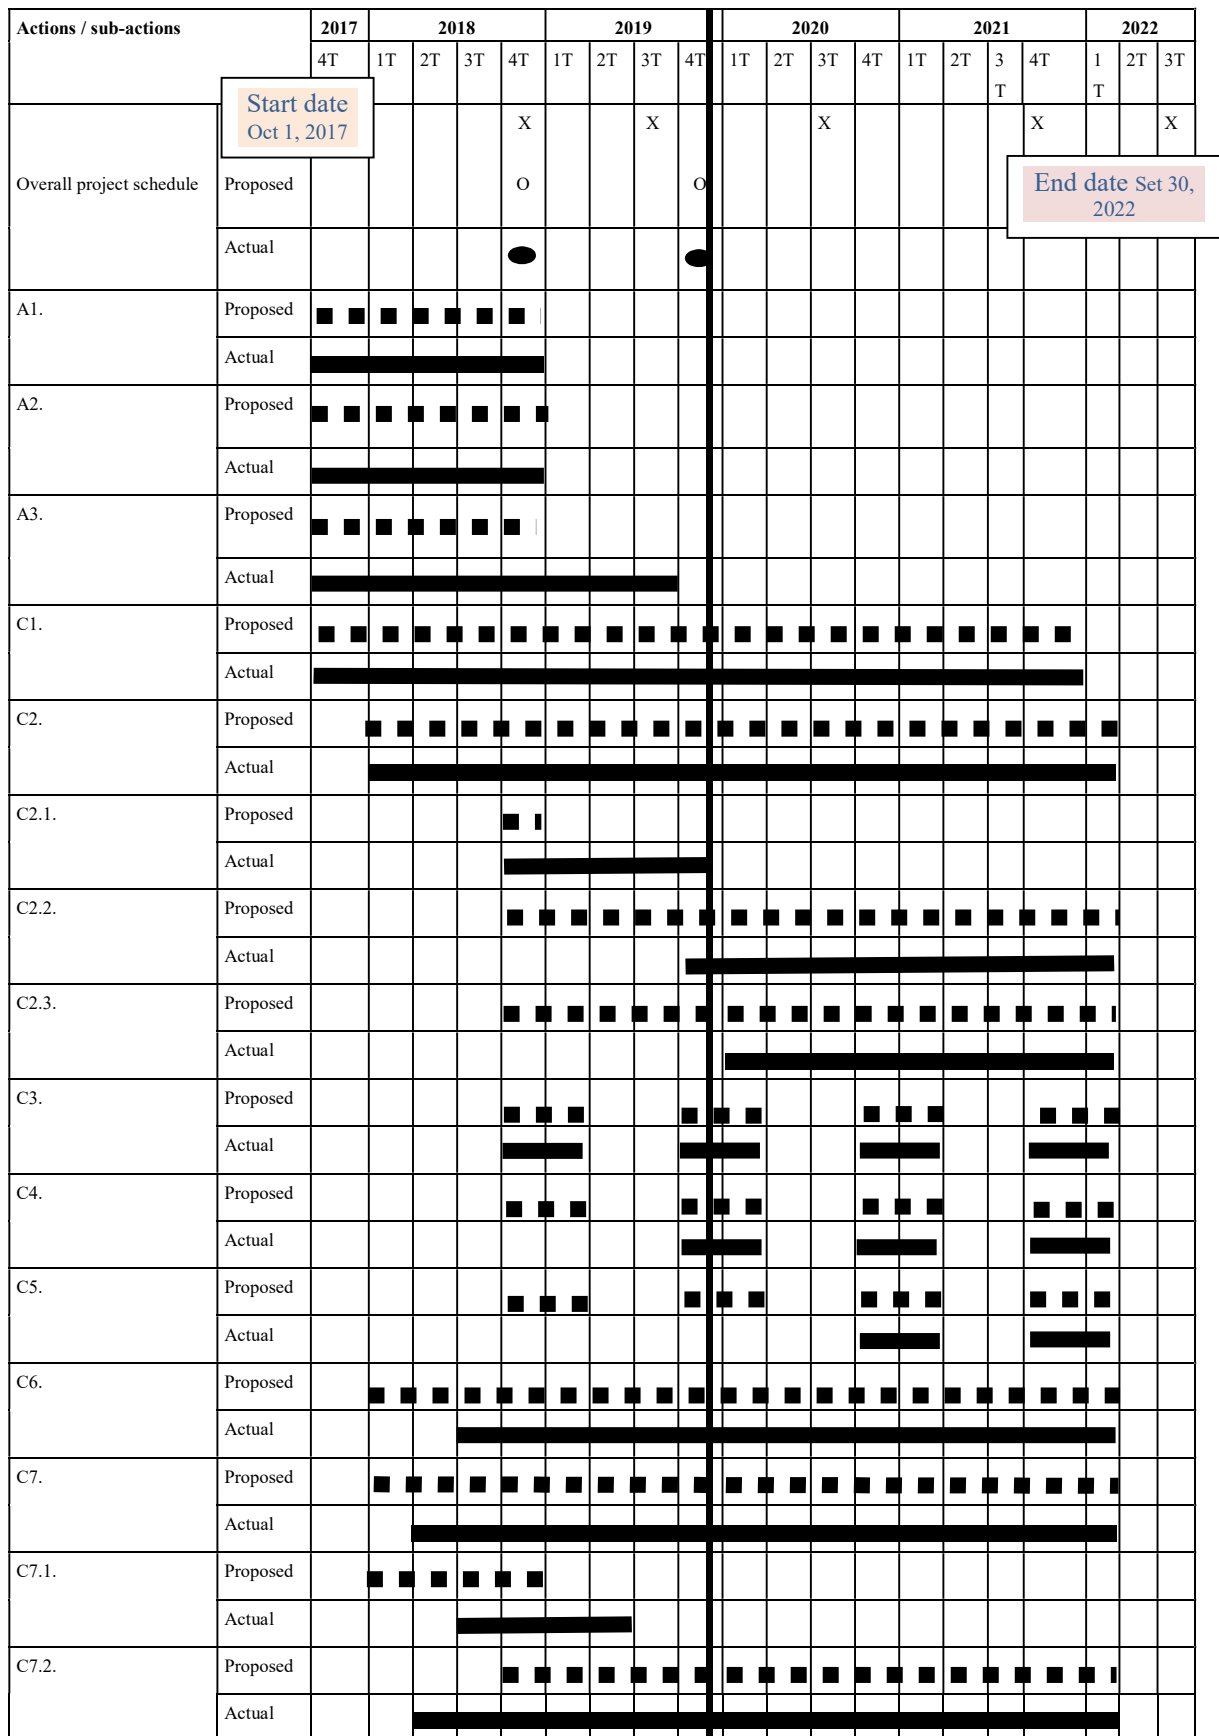 Actions / sub-actions 2017 2018 2019 2020 2021 2022
4T 1T 2T 3T 4T 1T 2T 3T 4T 1T 2T 3T 4T 1T 2T 3 4T 1 2T 3T
T T
Start date
Oct 1, 2017
X X X X X
Overall project schedule Proposed O O
End date Set 30,
2022
Actual
A1. Proposed
Actual
A2. Proposed
Actual
A3. Proposed
Actual
C1. Proposed
Actual
C2. Proposed
Actual
C2.1. Proposed
Actual
C2.2. Proposed
Actual
C2.3. Proposed
Actual
C3. Proposed
Actual
C4. Proposed
Actual
C5. Proposed
Actual
C6. Proposed
Actual
C7. Proposed
Actual
C7.1. Proposed
Actual
C7.2. Proposed
Actual